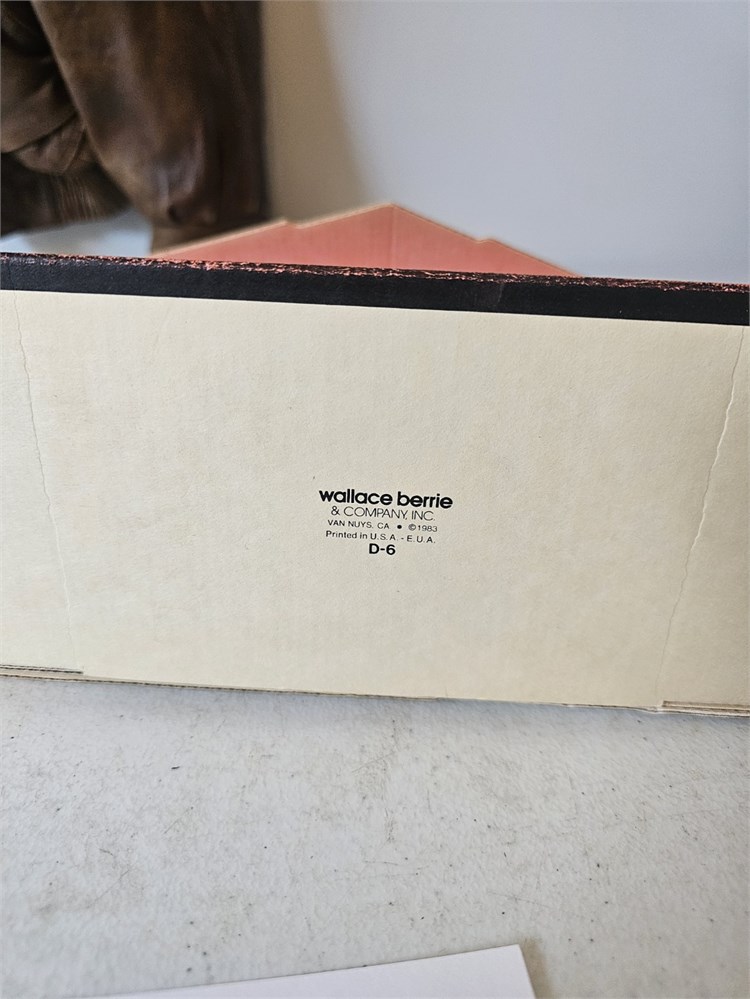 wallace berrie
& COMPANY, INC.
VAN NUYS, CA • ©1983
Printed in U.S.A. - E.U.A.
D-6